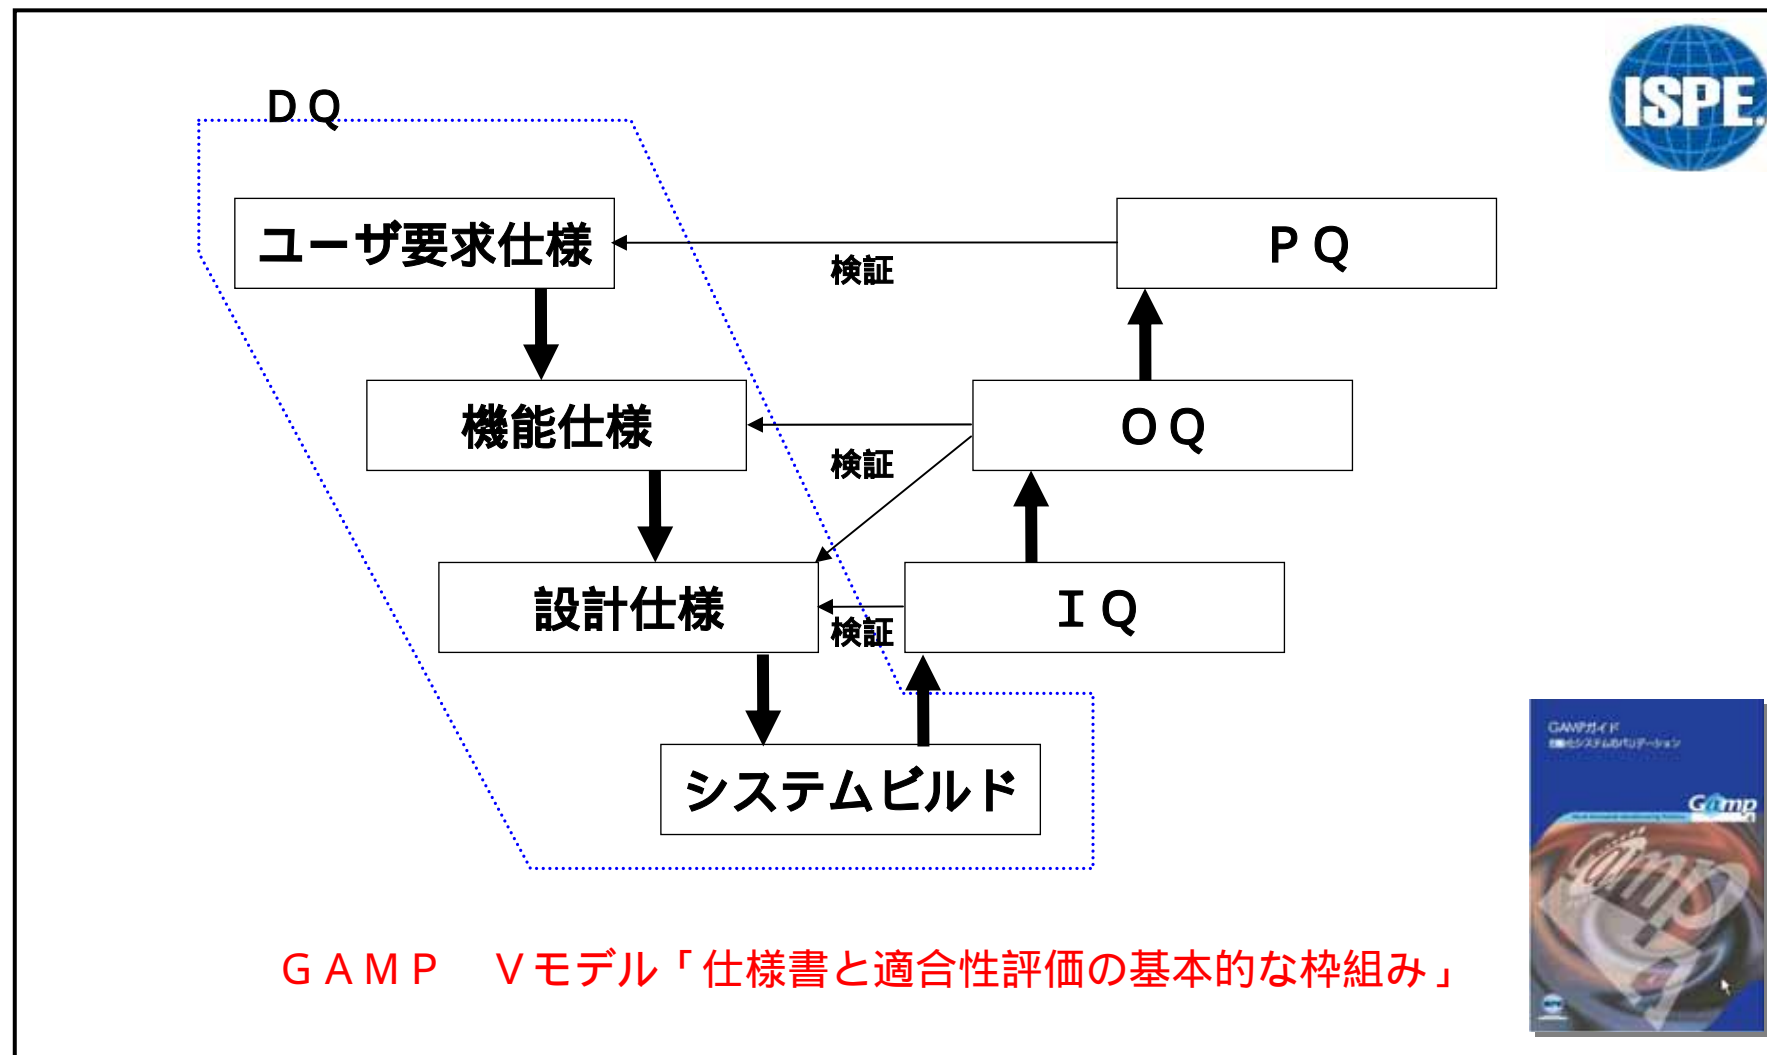 ＤＱ
ISPE.
ユーザ要求仕様
ＰＱ
検証
機能仕様
ＯＱ
検証
設計仕様
ＩＱ
検証
システムビルド
GAMPガイド
Gamp
Gamp
ISPE
ＧＡＭＰ　Ｖモデル「仕様書と適合性評価の基本的な枠組み」